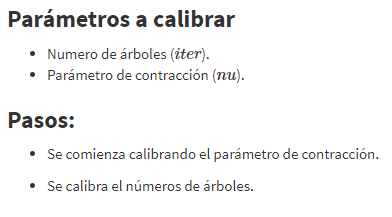 Parámetros a calibrar
• Numero de árboles (iter).
• Parámetro de contracción (nu).
Pasos:
• Se comienza calibrando el parámetro de contracción.
• Se calibra el números de árboles.